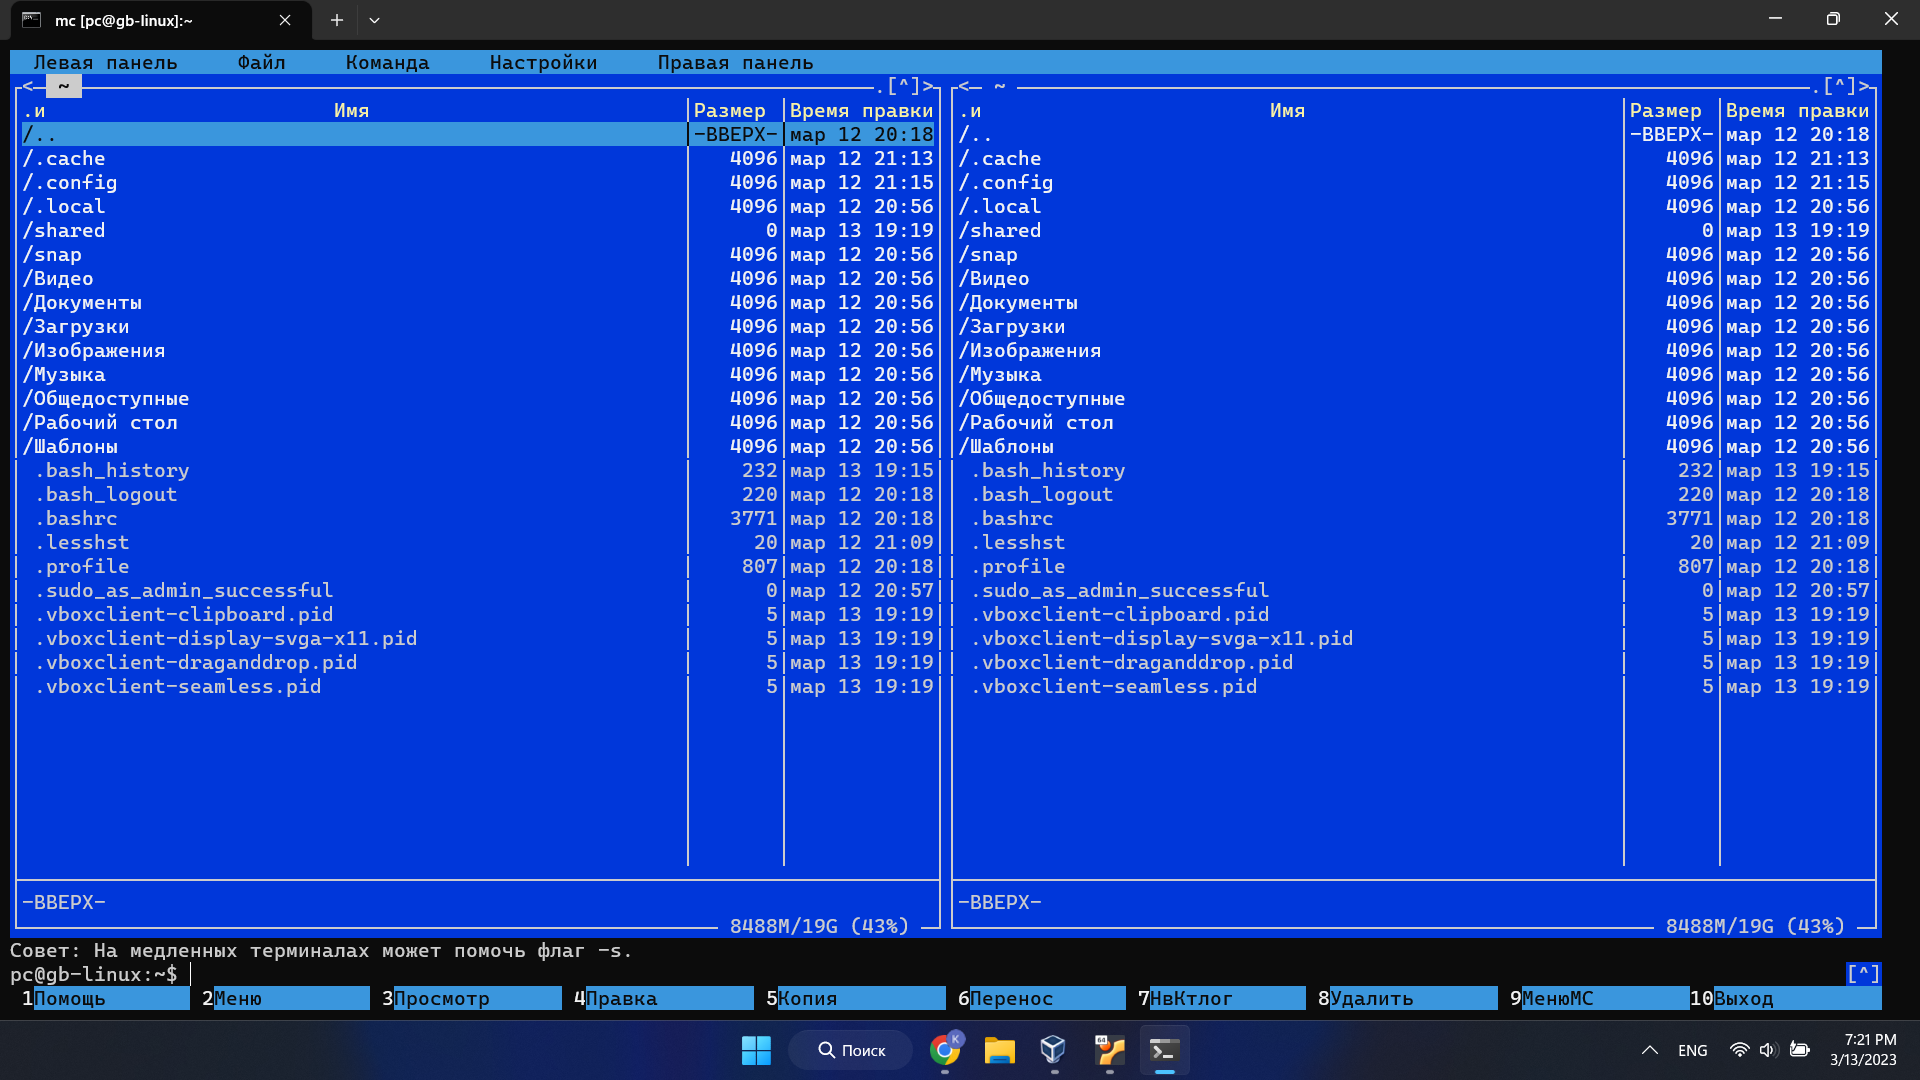 mc [pc@gb-linux]:~
Левая панель Файл Команда Настройки Правая панель
<- ~ .[^]> <- ~ .[^]>
.и Имя Размер Время правки .и Имя Размер Время правки
/.. -ВВЕРХ- мар 12 20:18 /.. -ВВЕРХ- мар 12 20:18
/.cache 4096 мар 12 21:13 /.cache 4096 мар 12 21:13
/.config 4096 мар 12 21:15 /.config 4096 мар 12 21:15
/.local 4096 мар 12 20:56 /.local 4096 мар 12 20:56
/shared 0 мар 13 19:19 /shared 0 мар 13 19:19
/snap 4096 мар 12 20:56 /snap 4096 мар 12 20:56
/Видео 4096 мар 12 20:56 /Видео 4096 мар 12 20:56
/Документы 4096 мар 12 20:56 /Документы 4096 мар 12 20:56
/Загрузки 4096 мар 12 20:56 /Загрузки 4096 мар 12 20:56
/Изображения 4096 мар 12 20:56 /Изображения 4096 мар 12 20:56
/Музыка 4096 мар 12 20:56 /Музыка 4096 мар 12 20:56
/Общедоступные 4096 мар 12 20:56 /Общедоступные 4096 мар 12 20:56
/Рабочий стол 4096 мар 12 20:56 /Рабочий стол 4096 мар 12 20:56
/Шаблоны 4096 мар 12 20:56 /Шаблоны 4096 мар 12 20:56
.bash_history 232 мар 13 19:15 .bash_history 232 мар 13 19:15
.bash_logout 220 мар 12 20:18 .bash_logout 220 мар 12 20:18
.bashrc 3771 мар 12 20:18 .bashrc 3771 мар 12 20:18
.lesshst 20 мар 12 21:09 .lesshst 20 мар 12 21:09
.profile 807 мар 12 20:18 .profile 807 мар 12 20:18
.sudo_as_admin_successful 0 мар 12 20:57 .sudo_as_admin_successful 0 мар 12 20:57
.vboxclient-clipboard.pid 5 мар 13 19:19 .vboxclient-clipboard.pid 5 мар 13 19:19
.vboxclient-display-svga-x11.pid 5 мар 13 19:19 .vboxclient-display-svga-x11.pid 5 мар 13 19:19
.vboxclient-draganddrop.pid 5 мар 13 19:19 .vboxclient-draganddrop.pid 5 мар 13 19:19
.vboxclient-seamless.pid 5 мар 13 19:19 .vboxclient-seamless.pid 5 мар 13 19:19
-ВВЕРХ- -ВВЕРХ-
8488M/19G (43%) 8488M/19G (43%)
Совет: На медленных терминалах может помочь флаг -s.
pc@gb-linux:~$ [^]
1Помощь 2Меню 3Просмотр 4Правка 5Копия 6Перенос 7НвКтлог 8Удалить 9МенюМС 10Выход
Поиск K 64 ENG 7:21 PM
3/13/2023